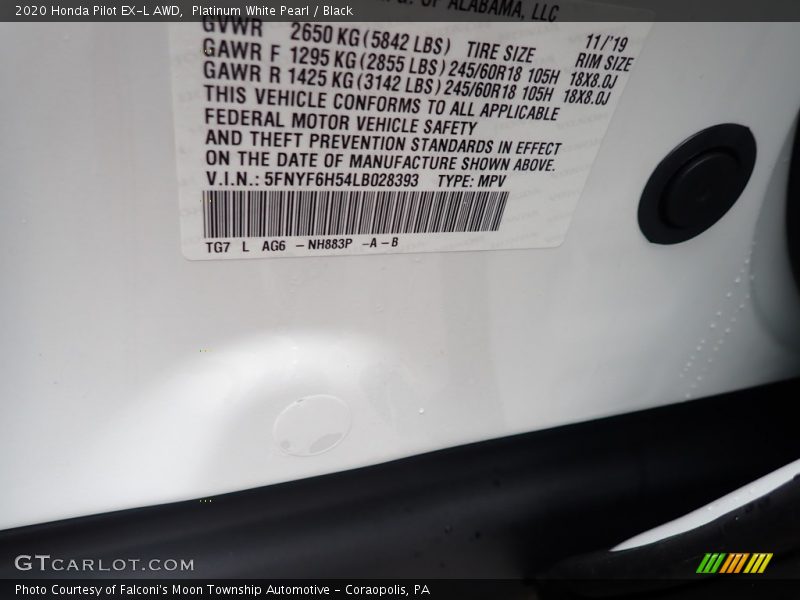 2020 Honda Pilot EX-L AWD, Platinum White Pearl / Black
OF ALABAMA, LLC
11/'19
GVWR 2650 KG (5842 LBS) TIRE SIZE RIM SIZE
GAWR F 1295 KG (2855 LBS) 245/60R18 105H 18X8.0J
GAWR R 1425 KG (3142 LBS) 245/60R18 105H 18X8.0J
THIS VEHICLE CONFORMS TO ALL APPLICABLE
FEDERAL MOTOR VEHICLE SAFETY
AND THEFT PREVENTION STANDARDS IN EFFECT
ON THE DATE OF MANUFACTURE SHOWN ABOVE.
V.I.N.: 5FNYF6H54LB028393 TYPE: MPV
TG7 L AG6 - NH883P - A - B
GTCARLOT.COM
Photo Courtesy of Falconi's Moon Township Automotive - Coraopolis, PA